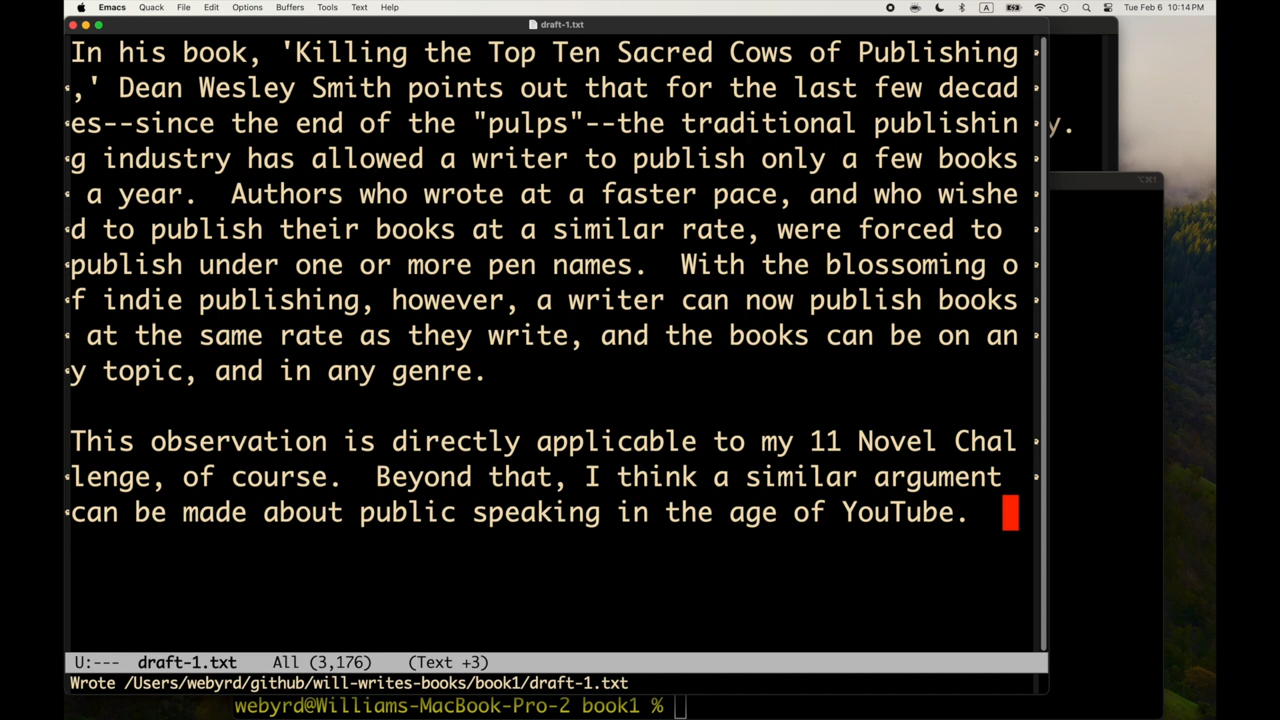 Emacs Quack File Edit Options Buffers Tools Text Help A Tue Feb 6 10:14 PM
draft-1.txt
In his book, 'Killing the Top Ten Sacred Cows of Publishing
,' Dean Wesley Smith points out that for the last few decad
es--since the end of the "pulps"--the traditional publishin
y.
g industry has allowed a writer to publish only a few books
 a year.  Authors who wrote at a faster pace, and who wishe
d to publish their books at a similar rate, were forced to
publish under one or more pen names.  With the blossoming o
f indie publishing, however, a writer can now publish books
 at the same rate as they write, and the books can be on an
y topic, and in any genre.
This observation is directly applicable to my 11 Novel Chal
lenge, of course.  Beyond that, I think a similar argument
can be made about public speaking in the age of YouTube.
U:--- draft-1.txt All (3,176) (Text +3)
Wrote /Users/webyrd/github/will-writes-books/book1/draft-1.txt
webyrd@Williams-MacBook-Pro-2 book1 %